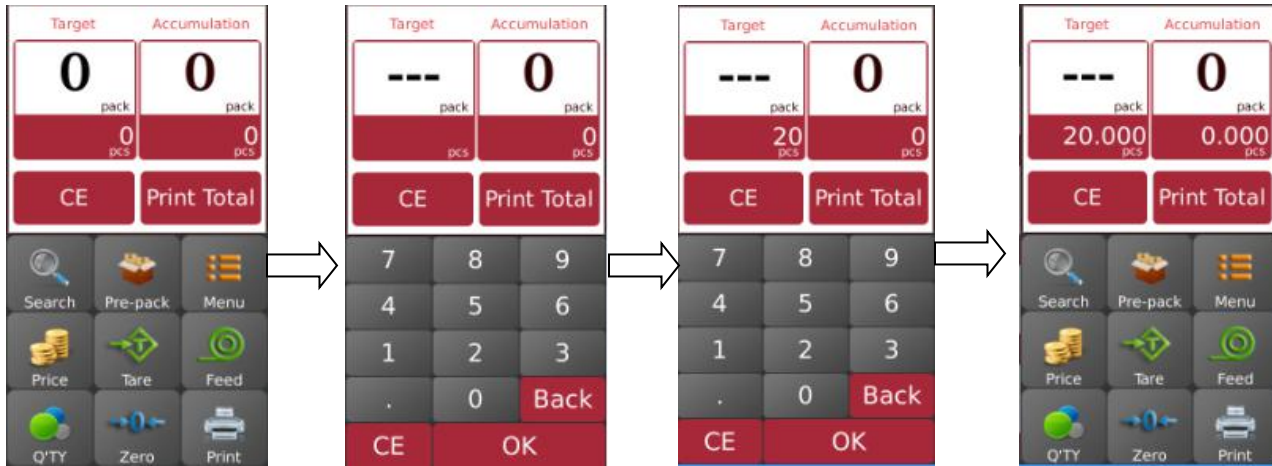 Target Accumulation
0 0
pack pack
0 0
pcs pcs
CE Print Total
Search Pre-pack Menu
Price Tare Feed
Q'TY Zero Print
Target Accumulation
--- 0
pack pack
0
pcs pcs
CE Print Total
7 8 9
4 5 6
1 2 3
. 0 Back
CE OK
Target Accumulation
--- 0
pack pack
20 0
pcs pcs
CE Print Total
7 8 9
4 5 6
1 2 3
. 0 Back
CE OK
Target Accumulation
--- 0
pack pack
20.000 0.000
pcs pcs
CE Print Total
Search Pre-pack Menu
Price Tare Feed
Q'TY Zero Print